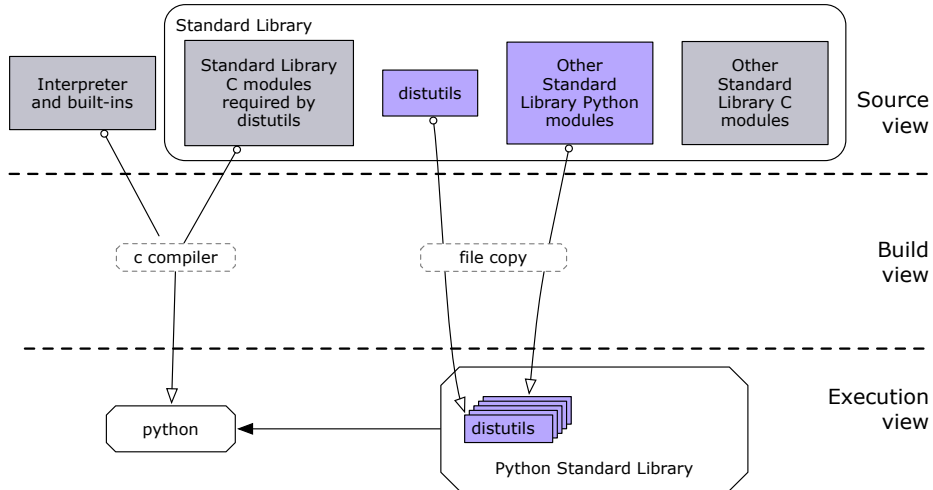 Standard Library
Interpreter
and built-ins
Standard Library
C modules
required by
distutils
distutils
Other
Standard
Library Python
modules
Other
Standard
Library C
modules
Source
view
c compiler
file copy
Build
view
Execution
view
python
distutils
Python Standard Library